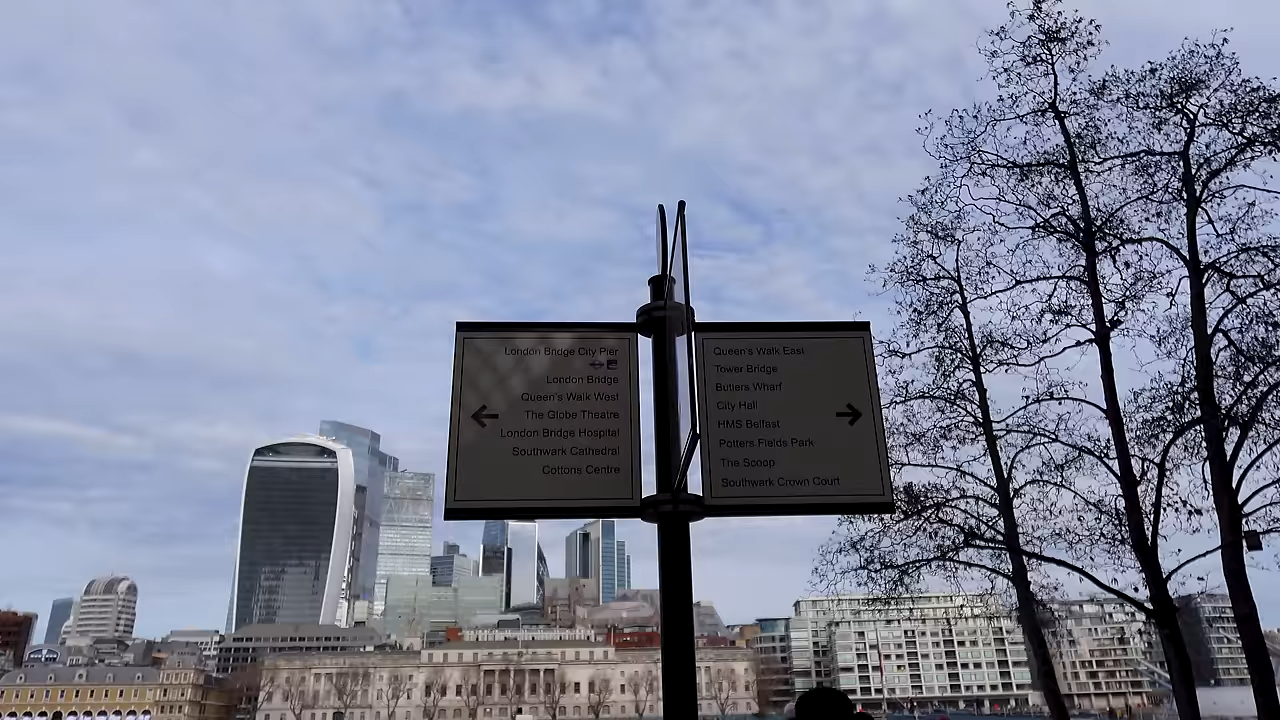 London Bridge City Pier
London Bridge
Queen's Walk West
The Globe Theatre
London Bridge Hospital
Southwark Cathedral
Cottons Centre
Queen's Walk East
Tower Bridge
Butlers Wharf
City Hall
HMS Belfast
Potters Fields Park
The Scoop
Southwark Crown Court